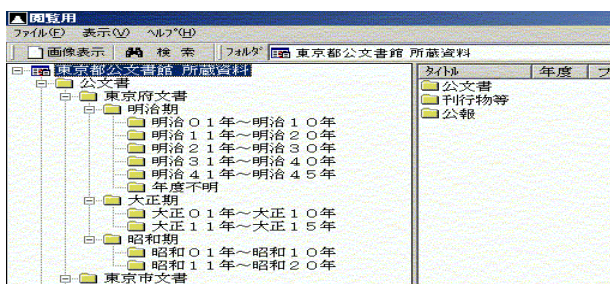 閲覧用
ファイル(F) 表示(V) ヘルプ(H)
画像表示 検 索 フォルダ 東京都公文書館 所蔵資料
東京都公文書館 所蔵資料
公文書
東京府文書
明治期
明治０１年～明治１０年
明治１１年～明治２０年
明治２１年～明治３０年
明治３１年～明治４０年
明治４１年～明治４５年
年度不明
大正期
大正０１年～大正１０年
大正１１年～大正１５年
昭和期
昭和０１年～昭和１０年
昭和１１年～昭和２０年
東京市文書
タイトル 年度
公文書
刊行物等
公報